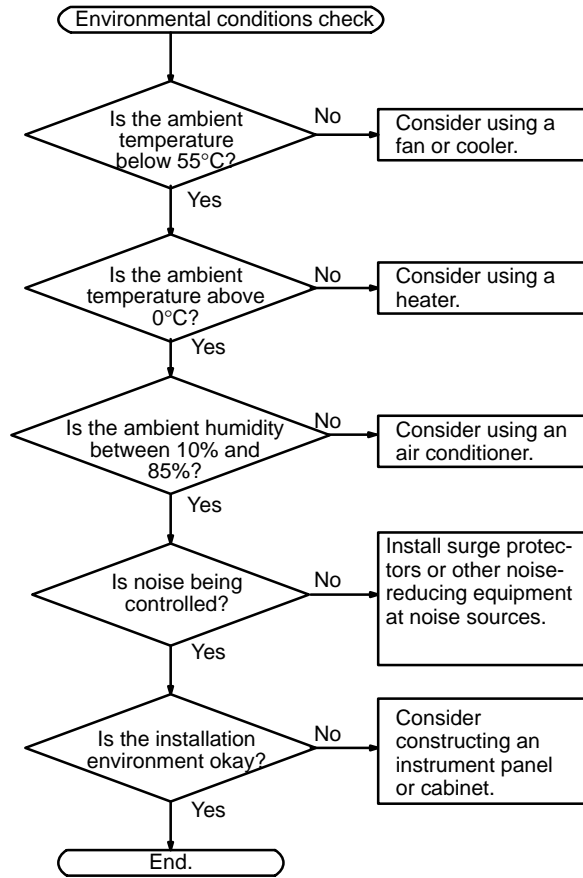 Environmental conditions check
Is the ambient
temperature
below 55°C?
No
Consider using a
fan or cooler.
Yes
Is the ambient
temperature above
0°C?
No
Consider using a
heater.
Yes
Is the ambient humidity
between 10% and
85%?
No
Consider using an
air conditioner.
Yes
Is noise being
controlled?
No
Install surge protec-
tors or other noise-
reducing equipment
at noise sources.
Yes
Is the installation
environment okay?
No
Consider
constructing an
instrument panel
or cabinet.
Yes
End.